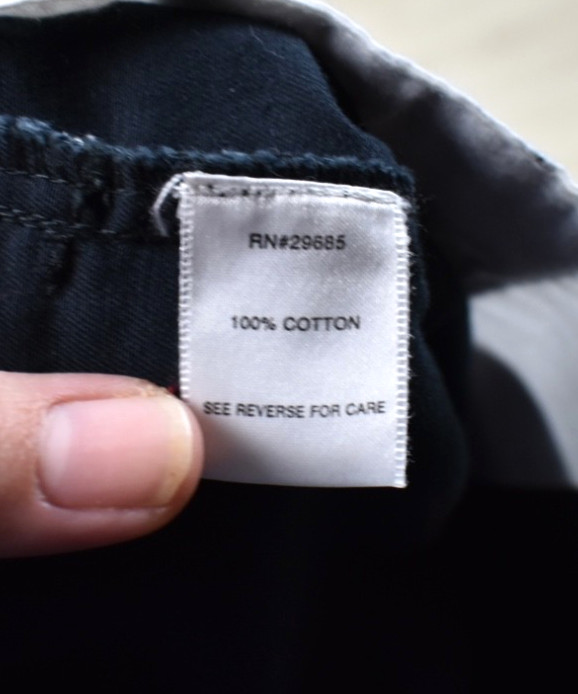 RN#29685
100% COTTON
SEE REVERSE FOR CARE